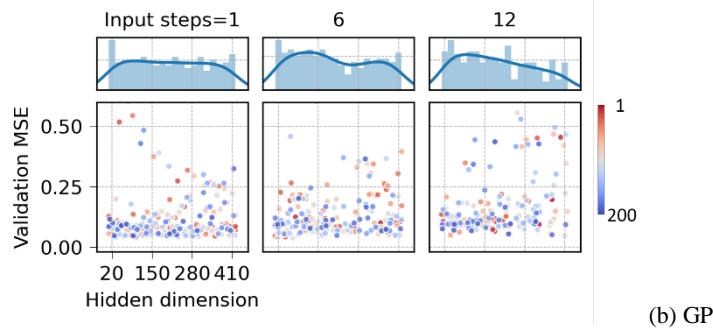 Input steps=1 6 12
Validation MSE
0.50
0.25
0.00
20 150 280 410
Hidden dimension
1
200
(b) GP